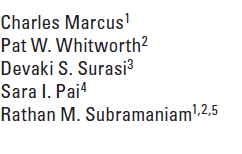 Charles Marcus¹
Pat W. Whitworth²
Devaki S. Surasi³
Sara I. Pai⁴
Rathan M. Subramaniam¹,²,⁵